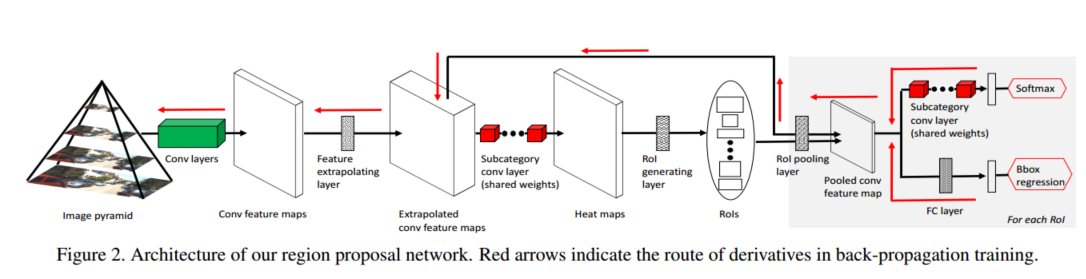 Image pyramid
Conv layers
Conv feature maps
Feature
extrapolating
layer
Extrapolated
conv feature maps
Subcategory
conv layer
(shared weights)
Heat maps
RoI
generating
layer
RoIs
RoI pooling
layer
Pooled conv
feature map
Subcategory
conv layer
(shared weights)
Softmax
FC layer
Bbox
regression
For each RoI
Figure 2. Architecture of our region proposal network. Red arrows indicate the route of derivatives in back-propagation training.